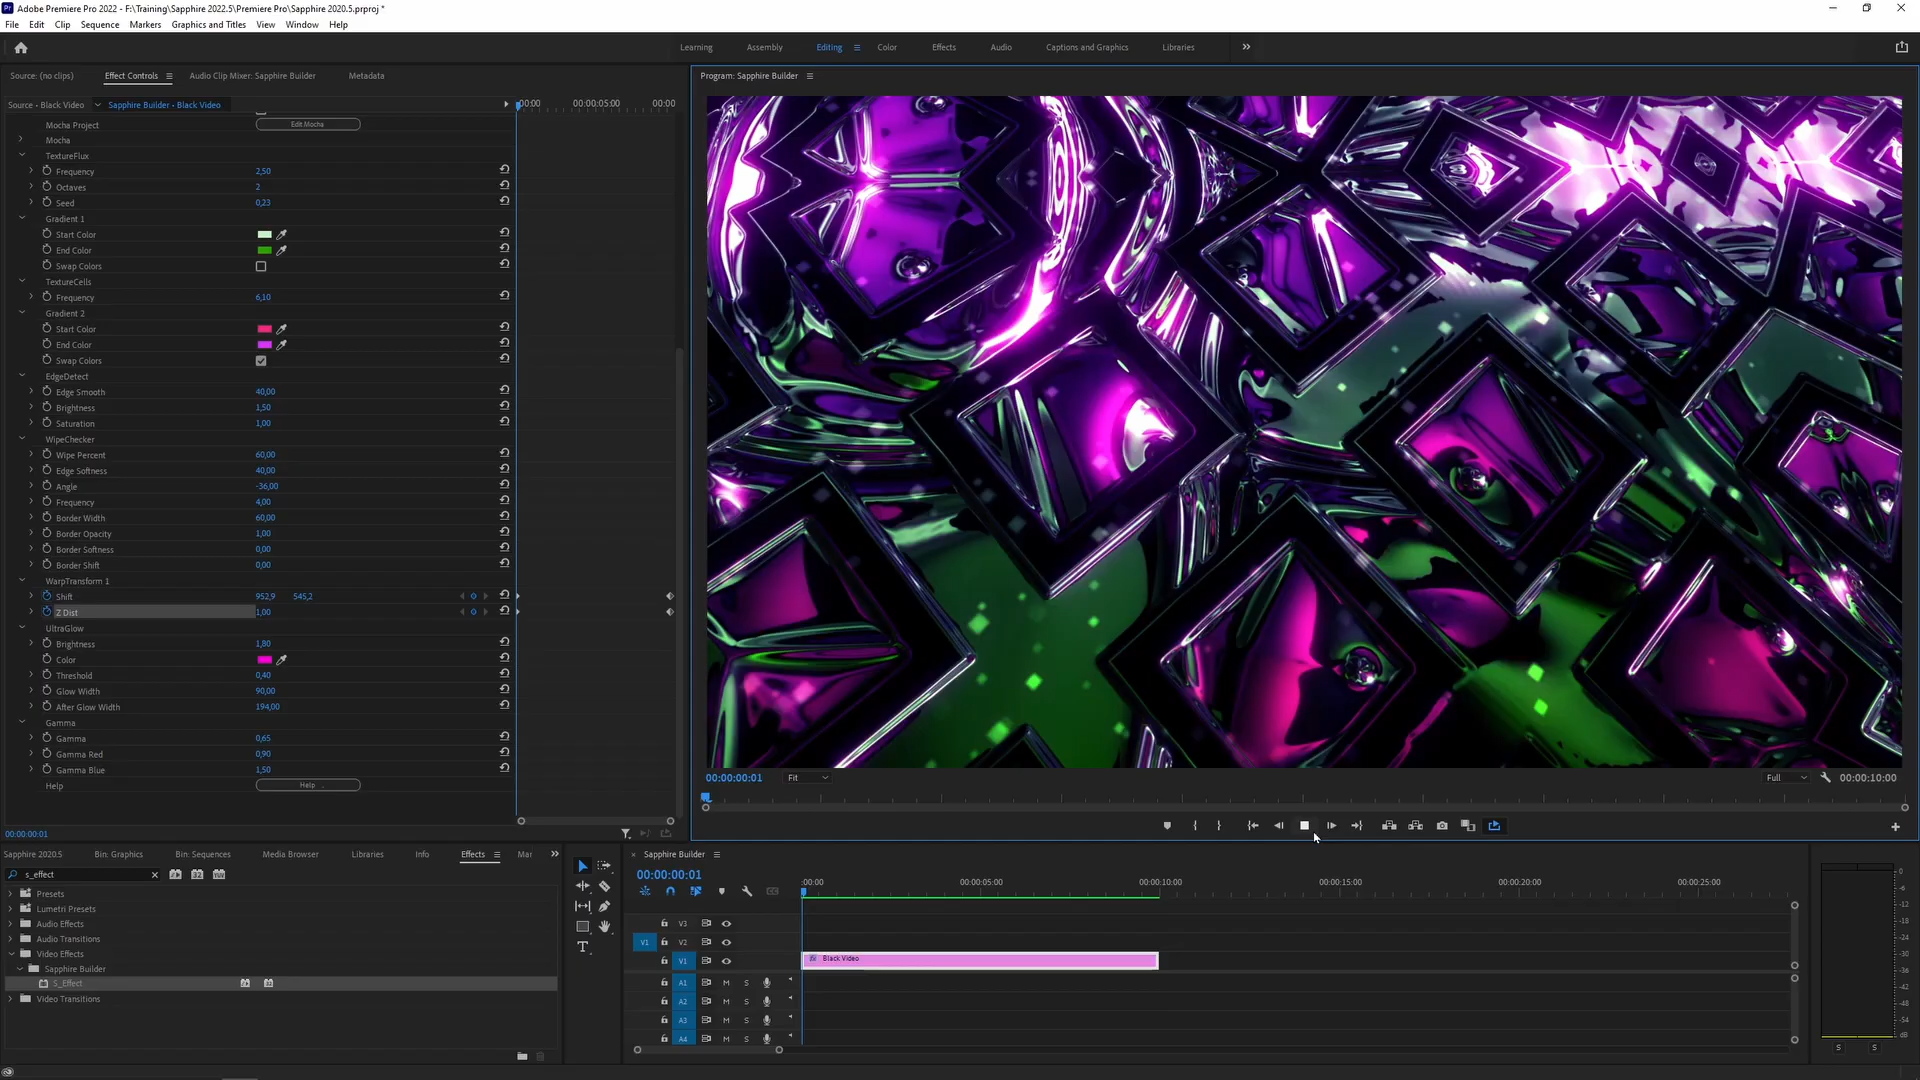 Adobe Premiere Pro 2022 - F:\Training\Sapphire 2022.5\Premiere Pro\Sapphire 2020.5.prproj *
File Edit Clip Sequence Markers Graphics and Titles View Window Help
Learning Assembly Editing Color Effects Audio Captions and Graphics Libraries
Source: (no clips) Effect Controls Audio Clip Mixer: Sapphire Builder Metadata
Program: Sapphire Builder
Source • Black Video Sapphire Builder • Black Video :00:00 00:00:05:00 00:00
Mocha Project Edit Mocha
Mocha
TextureFlux
Frequency 2,50
Octaves 2
Seed 0,23
Gradient 1
Start Color
End Color
Swap Colors
TextureCells
Frequency 6,10
Gradient 2
Start Color
End Color
Swap Colors
EdgeDetect
Edge Smooth 40,00
Brightness 1,50
Saturation 1,00
WipeChecker
Wipe Percent 60,00
Edge Softness 40,00
Angle -36,00
Frequency 4,00
Border Width 60,00
Border Opacity 1,00
Border Softness 0,00
Border Shift 0,00
WarpTransform 1
Shift 952,9 545,2
Z Dist 1,00
UltraGlow
Brightness 1,80
Color
Threshold 0,40
Glow Width 90,00
After Glow Width 194,00
Gamma
Gamma 0,65
Gamma Red 0,90
Gamma Blue 1,50
Help Help
00:00:00:01
00:00:00:01 Fit Full 00:00:10:00
Sapphire 2020.5 Bin: Graphics Bin: Sequences Media Browser Libraries Info Effects Mar
s_effect
Presets
Lumetri Presets
Audio Effects
Audio Transitions
Video Effects
Sapphire Builder
S_Effect
Video Transitions
Sapphire Builder
00:00:00:01
:00:00 00:00:05:00 00:00:10:00 00:00:15:00 00:00:20:00 00:00:25:00
V3
V1 V2
V1 Black Video
A1 M S
A2 M S
A3 M S
A4 M S
0
-6
-12
-18
-24
-30
-36
-42
-48
-54
dB
S S